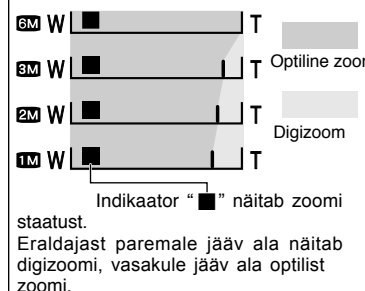 6M W T
3M W T
Optiline zoom
2M W T
Digizoom
1M W T
Indikaator “■” näitab zoomi
staatust.
Eraldajast paremale jääv ala näitab
digizoomi, vasakule jääv ala optilist
zoomi.